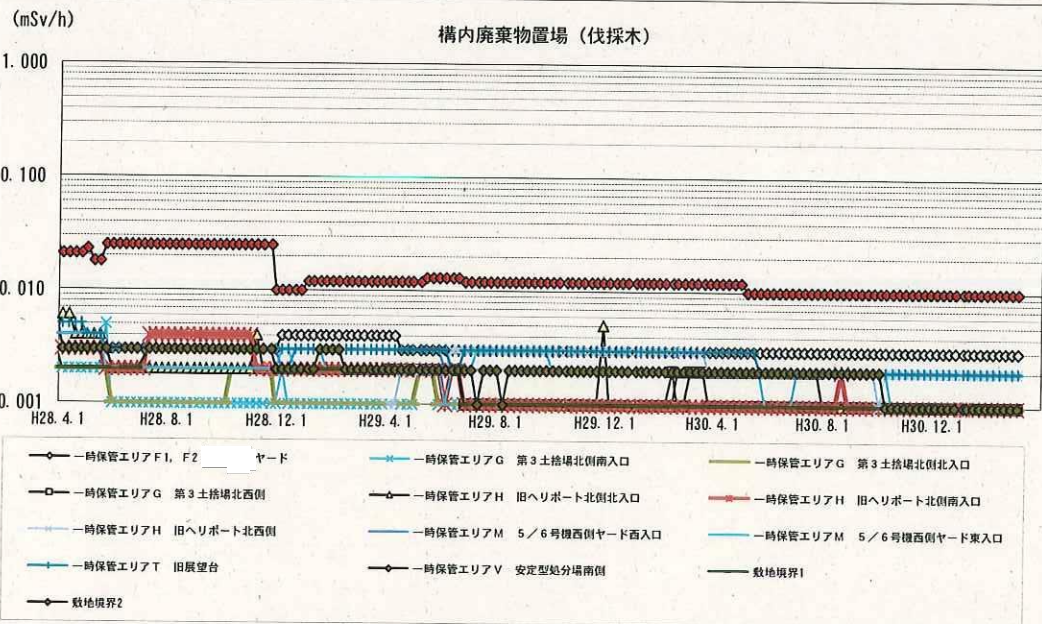 (mSv/h)
構内廃棄物置場（伐採木）
1.000
0.100
0.010
0.001
H28. 4. 1 H28. 8. 1 H28. 12. 1 H29. 4. 1 H29. 8. 1 H29. 12. 1 H30. 4. 1 H30. 8. 1 H30. 12. 1
一時保管エリアF1, F2 ヤード
一時保管エリアG 第3土捨場北側南入口
一時保管エリアG 第3土捨場北側北入口
一時保管エリアG 第3土捨場北西側
一時保管エリアH 旧ヘリポート北側北入口
一時保管エリアH 旧ヘリポート北側南入口
一時保管エリアH 旧ヘリポート北西側
一時保管エリアM 5／6号機西側ヤード西入口
一時保管エリアM 5／6号機西側ヤード東入口
一時保管エリアT 旧展望台
一時保管エリアV 安定型処分場南側
敷地境界1
敷地境界2